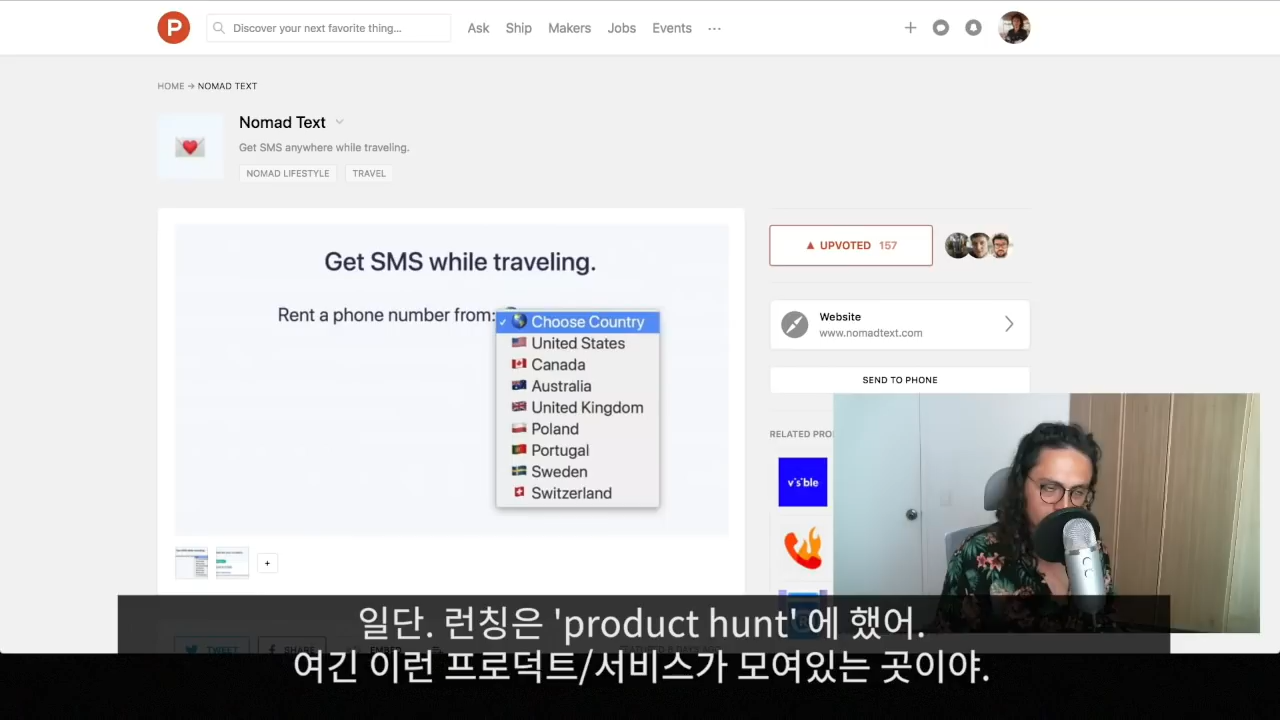 P
Discover your next favorite thing...
Ask Ship Makers Jobs Events ...
HOME → NOMAD TEXT
Nomad Text
Get SMS anywhere while traveling.
NOMAD LIFESTYLE TRAVEL
Get SMS while traveling.
Rent a phone number from:
✓ Choose Country
United States
Canada
Australia
United Kingdom
Poland
Portugal
Sweden
Switzerland
+
▲ UPVOTED 157
Website
www.nomadtext.com
SEND TO PHONE
RELATED PRO
visible
TWEET SHARE EMBED
일단. 런칭은 'product hunt' 에 했어.
여긴 이런 프로덕트/서비스가 모여있는 곳이야.